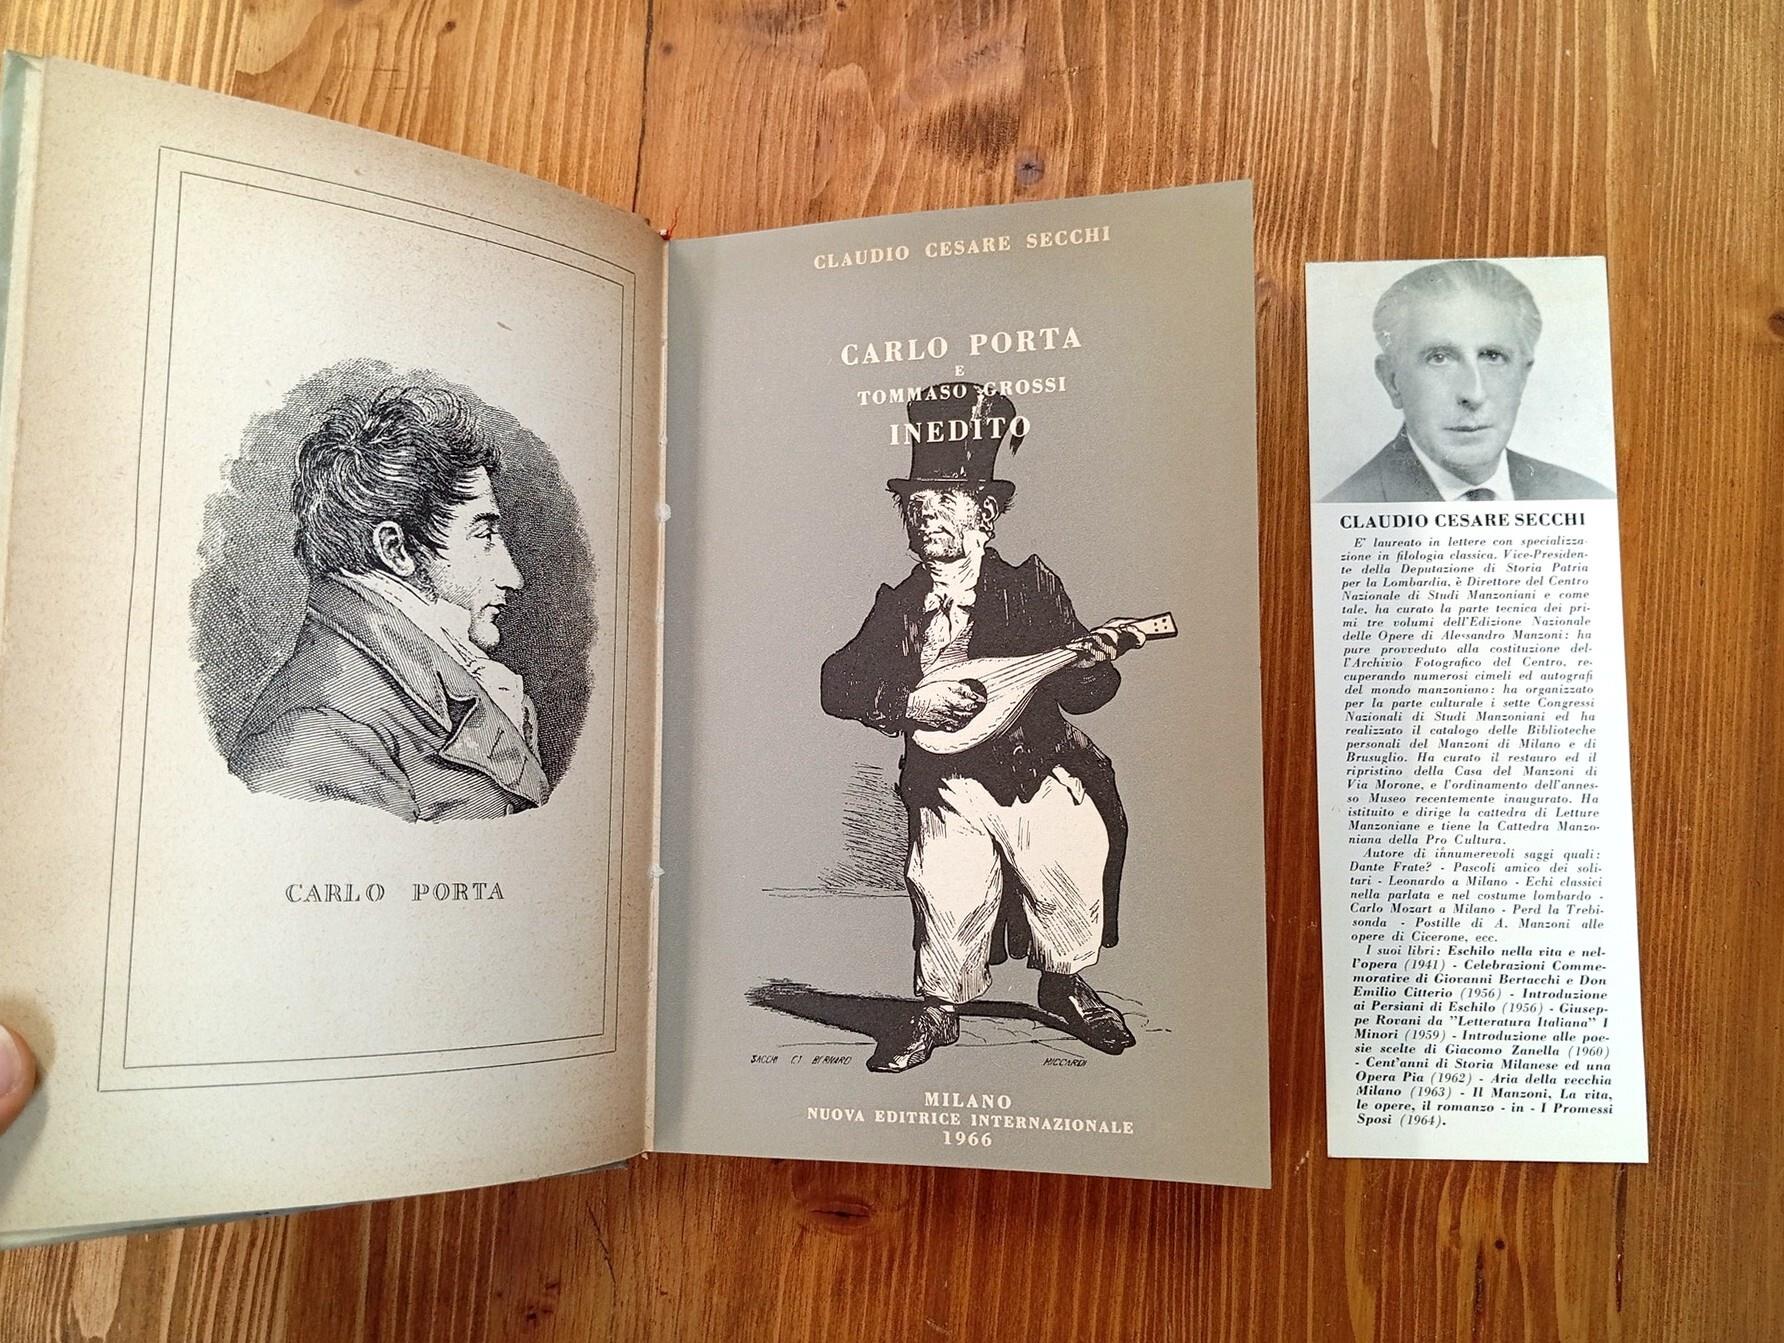 CARLO PORTA
CLAUDIO CESARE SECCHI
CARLO PORTA
E
TOMMASO GROSSI
INEDITO
SACCHI ET BERNARD
RICCARDI
MILANO
NUOVA EDITRICE INTERNAZIONALE
1966
CLAUDIO CESARE SECCHI
E' laureato in lettere con specializza-
zione in filologia classica. Vice-Presiden-
te della Deputazione di Storia Patria
per la Lombardia, è Direttore del Centro
Nazionale di Studi Manzoniani e come
tale, ha curato la parte tecnica dei pri-
mi tre volumi dell'Edizione Nazionale
delle Opere di Alessandro Manzoni: ha
pure provveduto alla costituzione del-
l'Archivio Fotografico del Centro, re-
cuperando numerosi cimeli ed autografi
del mondo manzoniano: ha organizzato
per la parte culturale i sette Congressi
Nazionali di Studi Manzoniani ed ha
realizzato il catalogo delle Biblioteche
personali del Manzoni di Milano e di
Brusuglio. Ha curato il restauro ed il
ripristino della Casa del Manzoni di
Via Morone, e l'ordinamento dell'annes-
so Museo recentemente inaugurato. Ha
istituito e dirige la cattedra di Letture
Manzoniane e tiene la Cattedra Manzo-
niana della Pro Cultura.
Autore di innumerevoli saggi quali:
Dante Frate? - Pascoli amico dei soli-
tari - Leonardo a Milano - Echi classici
nella parlata e nel costume lombardo -
Carlo Mozart a Milano - Perd la Trebi-
sonda - Postille di A. Manzoni alle
opere di Cicerone, ecc.
I suoi libri: Eschilo nella vita e nel-
l'opera (1941) - Celebrazioni Comme-
morative di Giovanni Bertacchi e Don
Emilio Citterio (1956) - Introduzione
ai Persiani di Eschilo (1956) - Giusep-
pe Rovani da "Letteratura Italiana" I
Minori (1959) - Introduzione alle poe-
sie scelte di Giacomo Zanella (1960)
- Cent'anni di Storia Milanese ed una
Opera Pia (1962) - Aria della vecchia
Milano (1963) - Il Manzoni, La vita,
le opere, il romanzo - in - I Promessi
Sposi (1964).